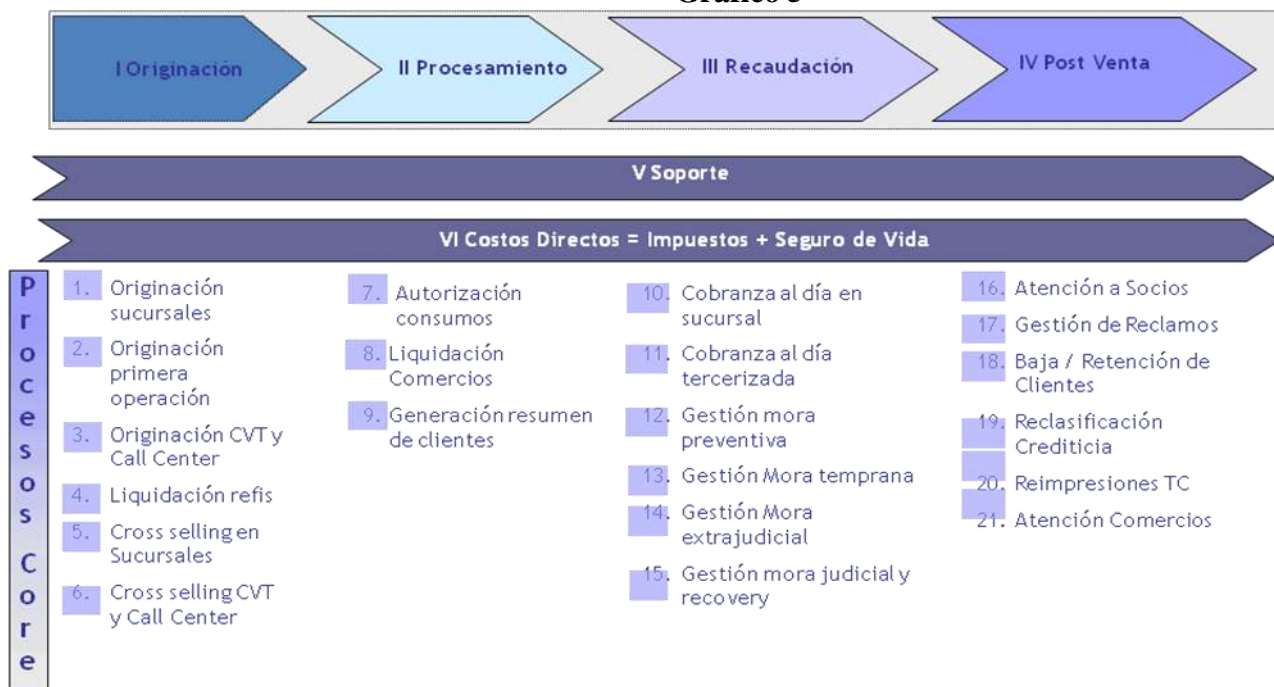 Gráfico 3
I Originación
II Procesamiento
III Recaudación
IV Post Venta
V Soporte
VI Costos Directos = Impuestos + Seguro de Vida
Procesos Core
1. Originación
sucursales
2. Originación
primera
operación
3. Originación CVT y
Call Center
4. Liquidación refis
5. Cross selling en
Sucursales
6. Cross selling CVT
y Call Center
7. Autorización
consumos
8. Liquidación
Comercios
9. Generación resumen
de clientes
10. Cobranza al día en
sucursal
11. Cobranza al día
tercerizada
12. Gestión mora
preventiva
13. Gestión Mora temprana
14. Gestión Mora
extrajudicial
15. Gestión mora judicial y
recovery
16. Atención a Socios
17. Gestión de Reclamos
18. Baja / Retención de
Clientes
19. Reclasificación
Crediticia
20. Reimpresiones TC
21. Atención Comercios